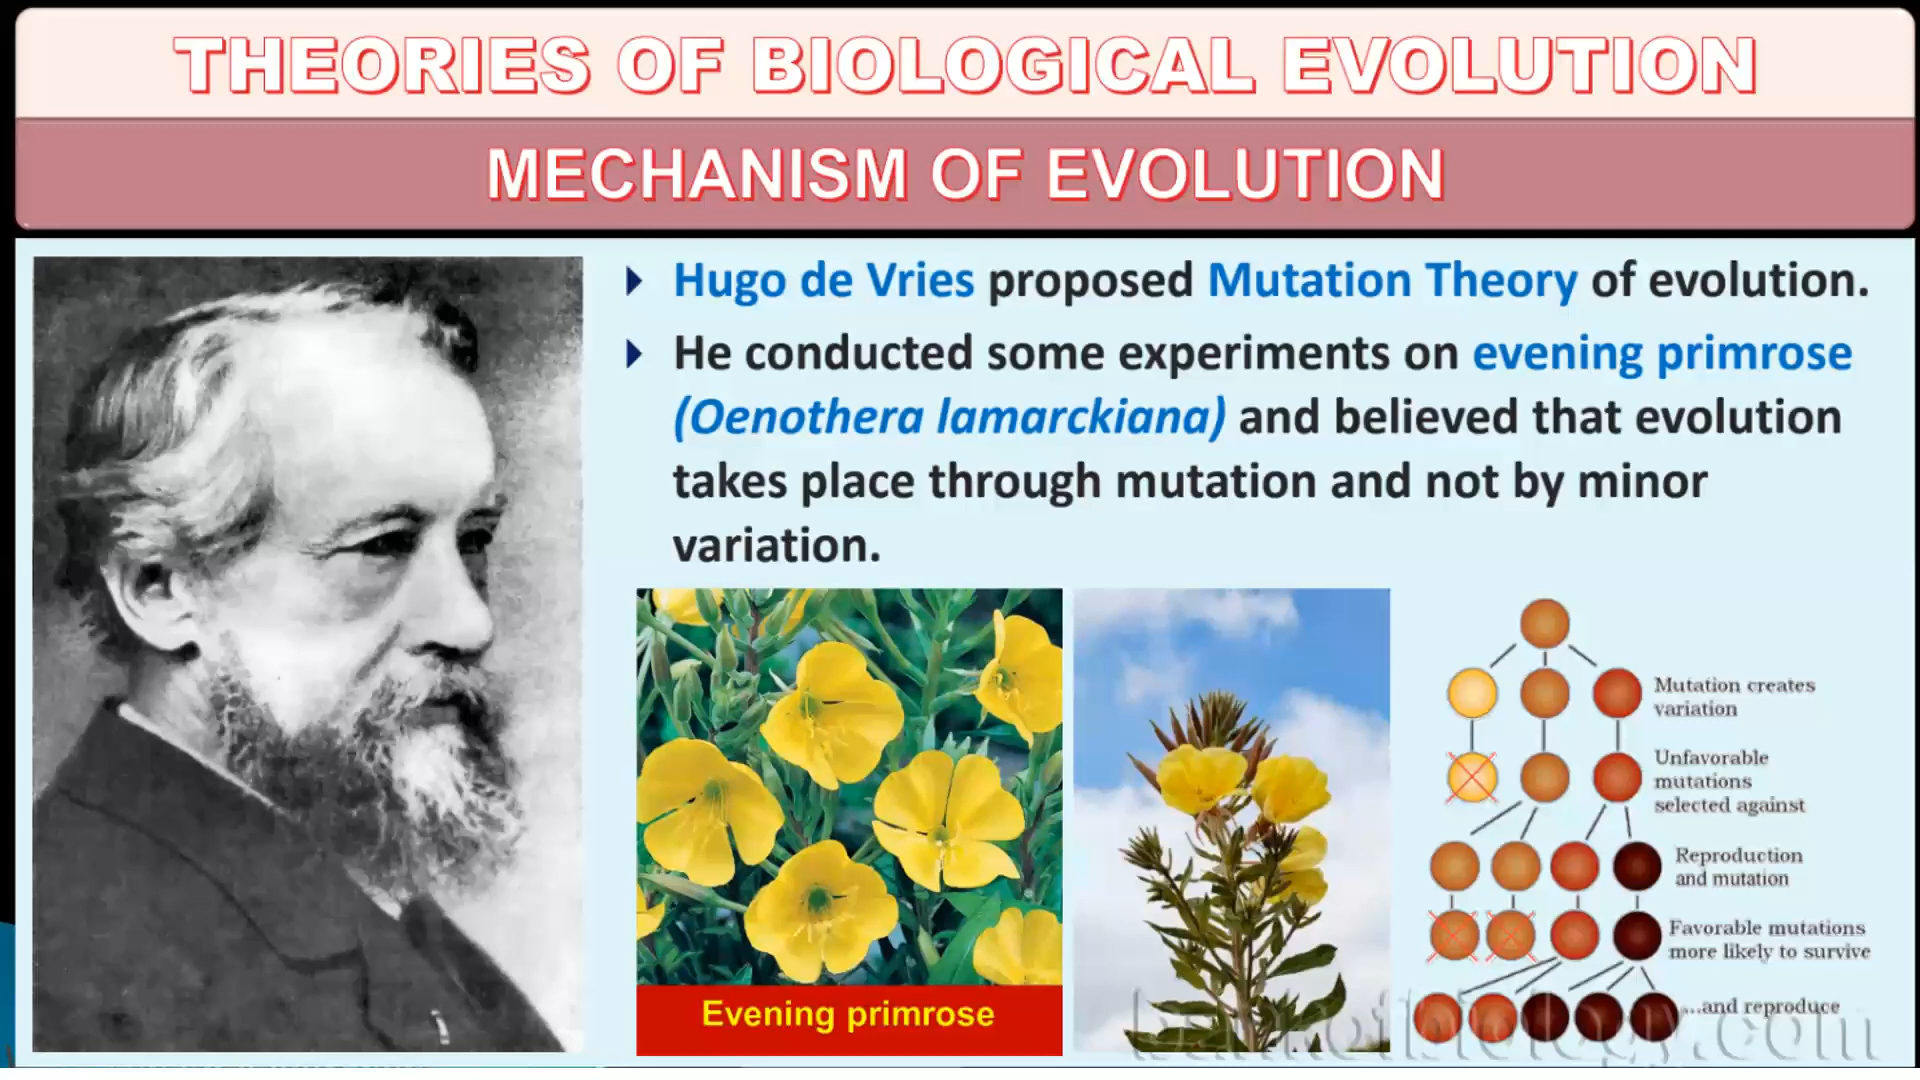 THEORIES OF BIOLOGICAL EVOLUTION
MECHANISM OF EVOLUTION
Hugo de Vries proposed Mutation Theory of evolution.
He conducted some experiments on evening primrose
(Oenothera lamarckiana) and believed that evolution
takes place through mutation and not by minor
variation.
Evening primrose
Mutation creates
variation
Unfavorable
mutations
selected against
Reproduction
and mutation
Favorable mutations
more likely to survive
...and reproduce